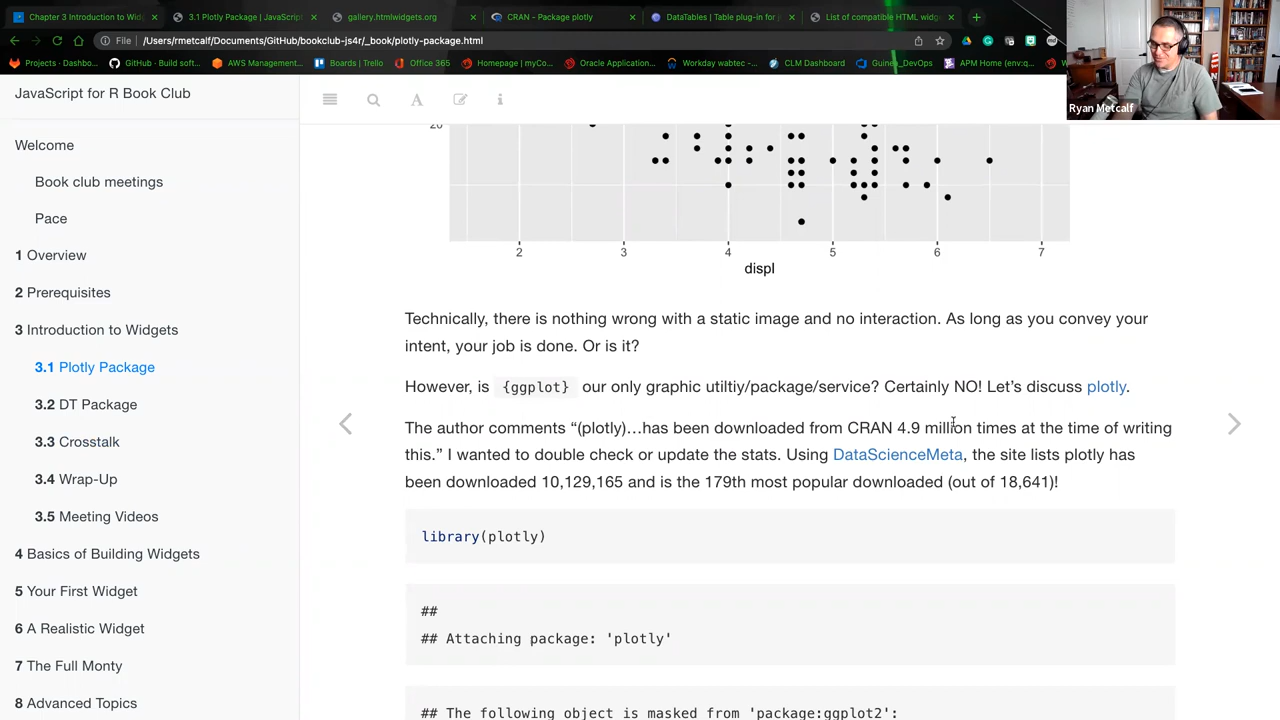 Chapter 3 Introduction to Wid
3.1 Plotly Package | JavaScript
gallery.htmlwidgets.org
CRAN - Package plotly
DataTables | Table plug-in for j
List of compatible HTML widg
File | /Users/rmetcalf/Documents/GitHub/bookclub-js4r/_book/plotly-package.html
Projects · Dashbo...
GitHub · Build soft...
AWS Management...
Boards | Trello
Office 365
Homepage | myCo...
Oracle Application...
Workday wabtec -...
CLM Dashboard
Guinea_DevOps
APM Home (env:q...
Ryan Metcalf
JavaScript for R Book Club
Welcome
Book club meetings
Pace
1 Overview
2 Prerequisites
3 Introduction to Widgets
3.1 Plotly Package
3.2 DT Package
3.3 Crosstalk
3.4 Wrap-Up
3.5 Meeting Videos
4 Basics of Building Widgets
5 Your First Widget
6 A Realistic Widget
7 The Full Monty
8 Advanced Topics
20
2 3 4 5 6 7
displ
Technically, there is nothing wrong with a static image and no interaction. As long as you convey your
intent, your job is done. Or is it?
However, is {ggplot} our only graphic utiltiy/package/service? Certainly NO! Let's discuss plotly.
The author comments “(plotly)…has been downloaded from CRAN 4.9 million times at the time of writing
this.” I wanted to double check or update the stats. Using DataScienceMeta, the site lists plotly has
been downloaded 10,129,165 and is the 179th most popular downloaded (out of 18,641)!
library(plotly)
##
## Attaching package: 'plotly'
## The following object is masked from 'package:ggplot2':